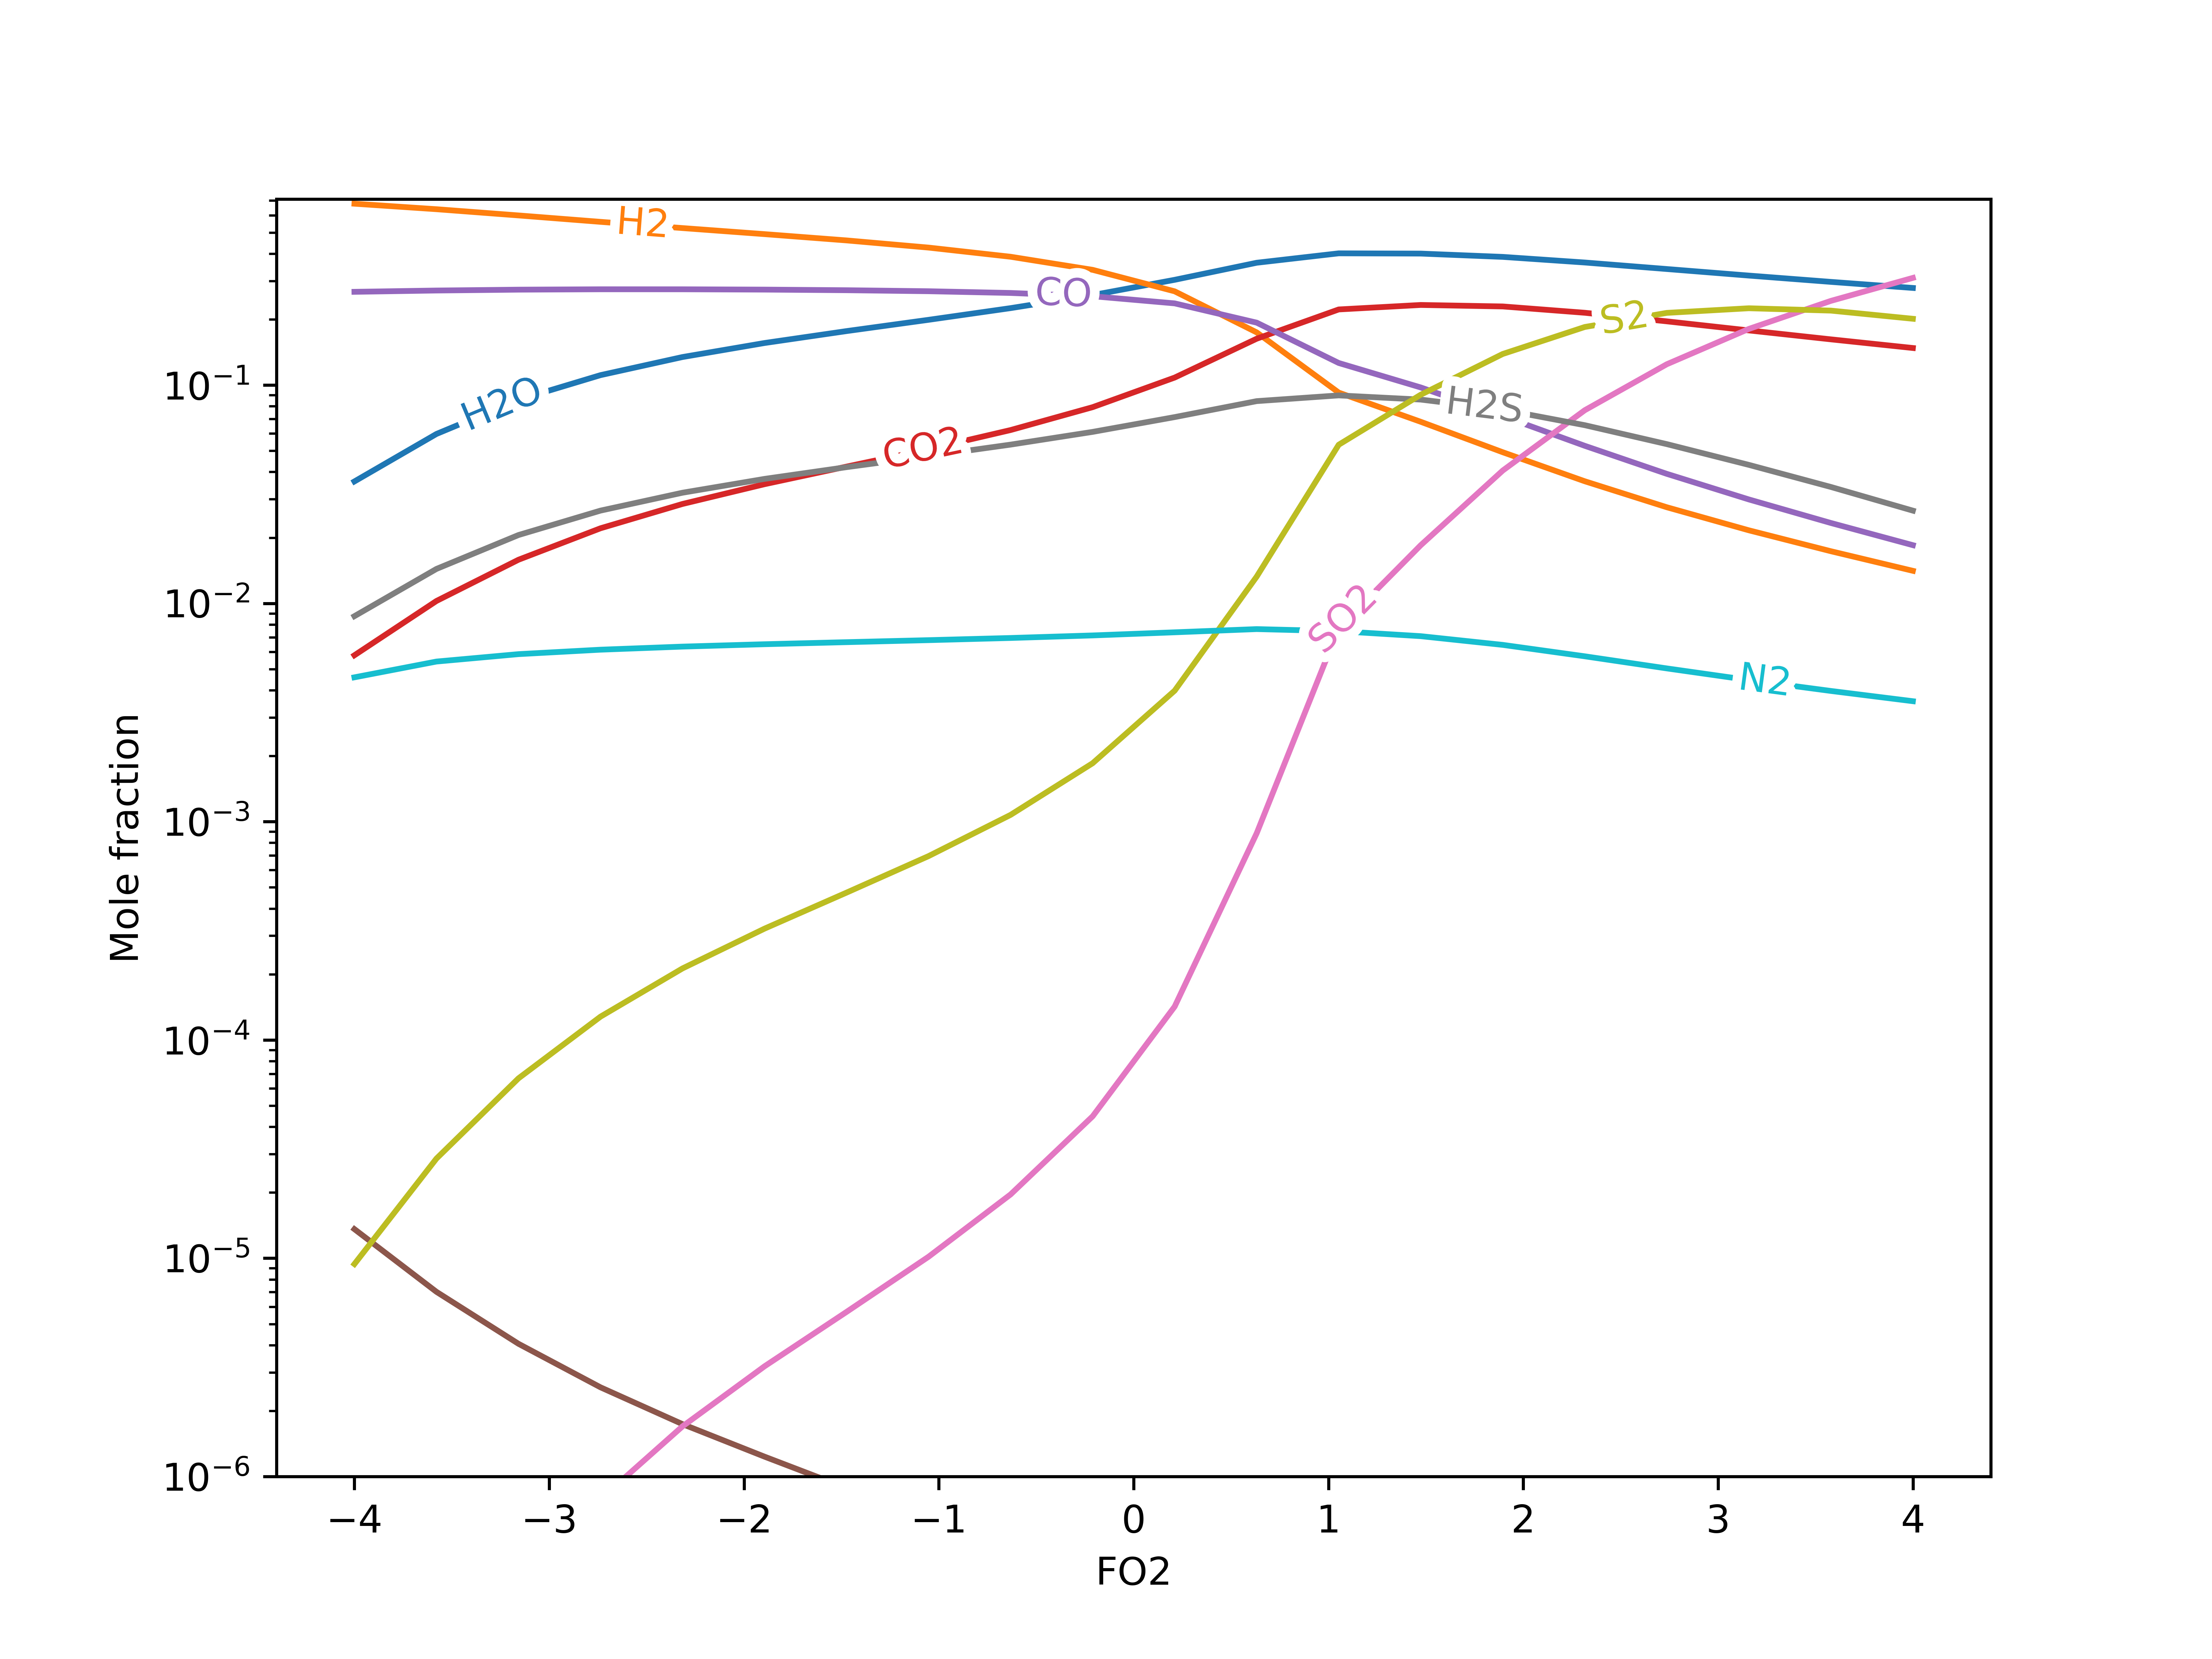 H2
CO
S2
H2O
H2S
CO2
SO2
N2
10⁻¹
10⁻²
10⁻³
10⁻⁴
10⁻⁵
10⁻⁶
Mole fraction
−4 −3 −2 −1 0 1 2 3 4
FO2